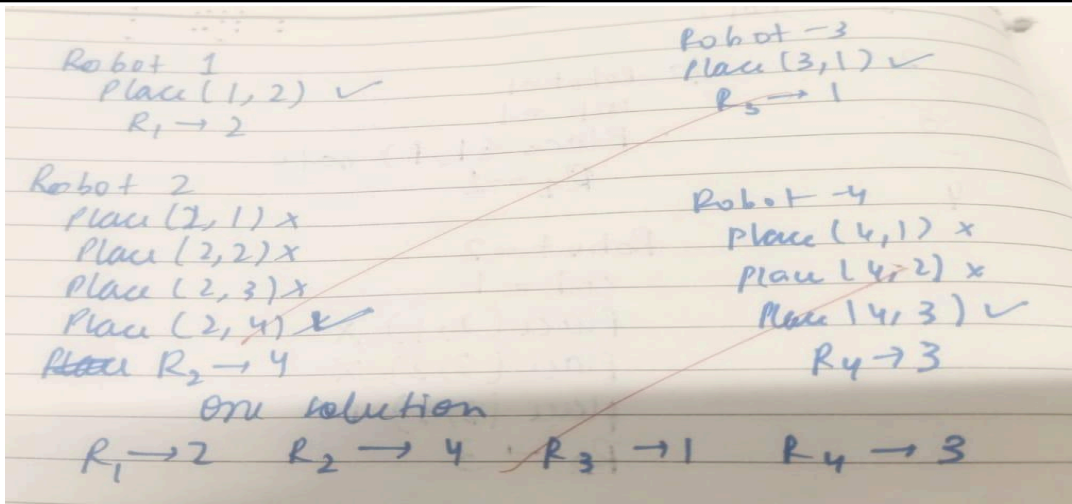 Robot 1
Place (1, 2) ✓
R₁ → 2
Robot 2
Place (2, 1) ×
Place (2, 2) ×
Place (2, 3) ×
Place (2, 4) ✓
R₂ → 4
Robot - 3
Place (3, 1) ✓
R₃ → 1
Robot - 4
Place (4, 1) ×
Place (4, 2) ×
Place (4, 3) ✓
R₄ → 3
One solution
R₁ → 2 R₂ → 4 R₃ → 1 R₄ → 3